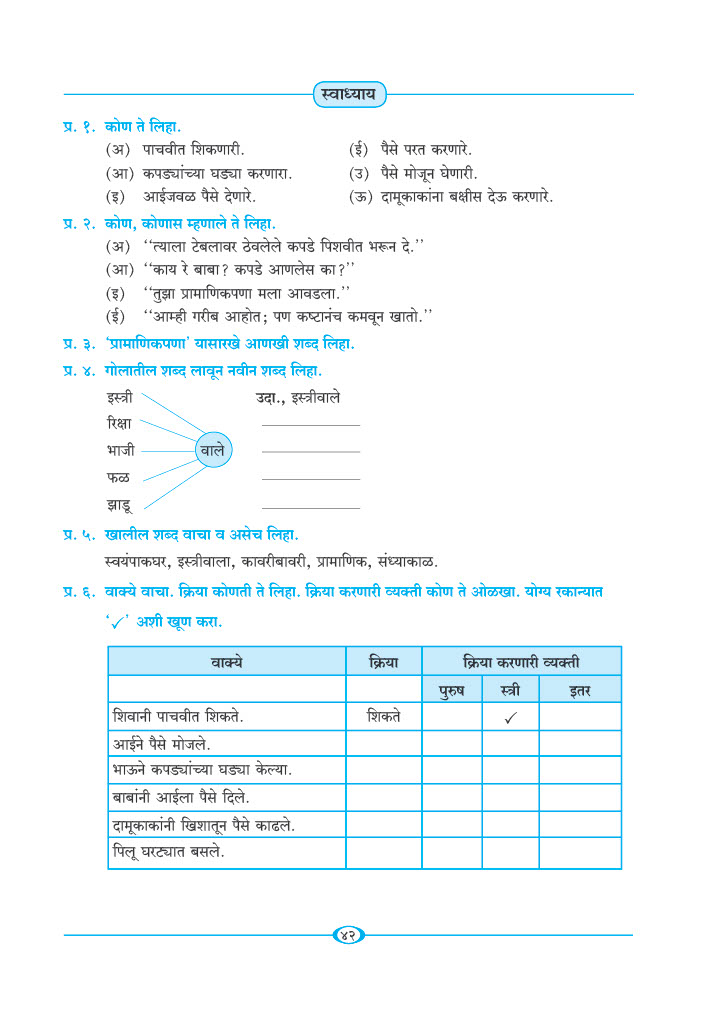 स्वाध्याय
प्र. १. कोण ते लिहा.
(अ) पाचवीत शिकणारी. (ई) पैसे परत करणारे.
(आ) कपड्यांच्या घड्या करणारा. (उ) पैसे मोजून घेणारी.
(इ) आईजवळ पैसे देणारे. (ऊ) दामूकाकांना बक्षीस देऊ करणारे.
प्र. २. कोण, कोणास म्हणाले ते लिहा.
(अ) ‘‘त्याला टेबलावर ठेवलेले कपडे पिशवीत भरून दे.’’
(आ) ‘‘काय रे बाबा? कपडे आणलेस का?’’
(इ) ‘‘तुझा प्रामाणिकपणा मला आवडला.’’
(ई) ‘‘आम्ही गरीब आहोत; पण कष्टानंच कमवून खातो.’’
प्र. ३. ‘प्रामाणिकपणा’ यासारखे आणखी शब्द लिहा.
प्र. ४. गोलातील शब्द लावून नवीन शब्द लिहा.
इस्त्री उदा., इस्त्रीवाले
रिक्षा
भाजी वाले
फळ
झाडू
प्र. ५. खालील शब्द वाचा व असेच लिहा.
स्वयंपाकघर, इस्त्रीवाला, कावरीबावरी, प्रामाणिक, संध्याकाळ.
प्र. ६. वाक्ये वाचा. क्रिया कोणती ते लिहा. क्रिया करणारी व्यक्ती कोण ते ओळखा. योग्य रकान्यात
‘✓’ अशी खूण करा.
वाक्ये क्रिया क्रिया करणारी व्यक्ती
पुरुष स्त्री इतर
शिवानी पाचवीत शिकते. शिकते ✓
आईने पैसे मोजले.
भाऊने कपड्यांच्या घड्या केल्या.
बाबांनी आईला पैसे दिले.
दामूकाकांनी खिशातून पैसे काढले.
पिलू घरट्यात बसले.
४२